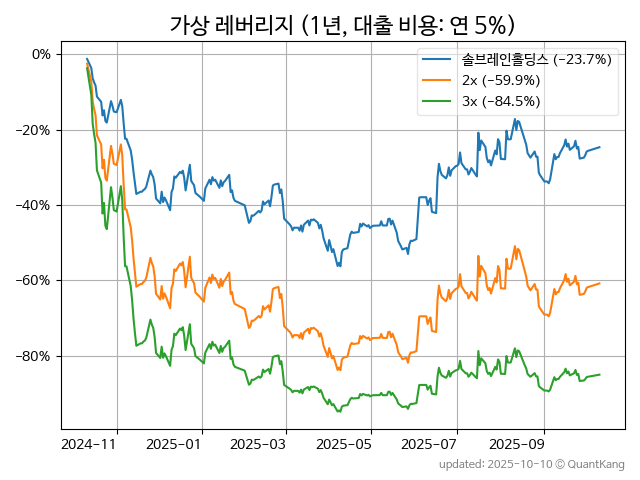 가상 레버리지 (1년, 대출 비용: 연 5%)
솔브레인홀딩스 (−23.7%)
2x (−59.9%)
3x (−84.5%)
0%
−20%
−40%
−60%
−80%
2024−11 2025−01 2025−03 2025−05 2025−07 2025−09
updated: 2025-10-10 © QuantKang